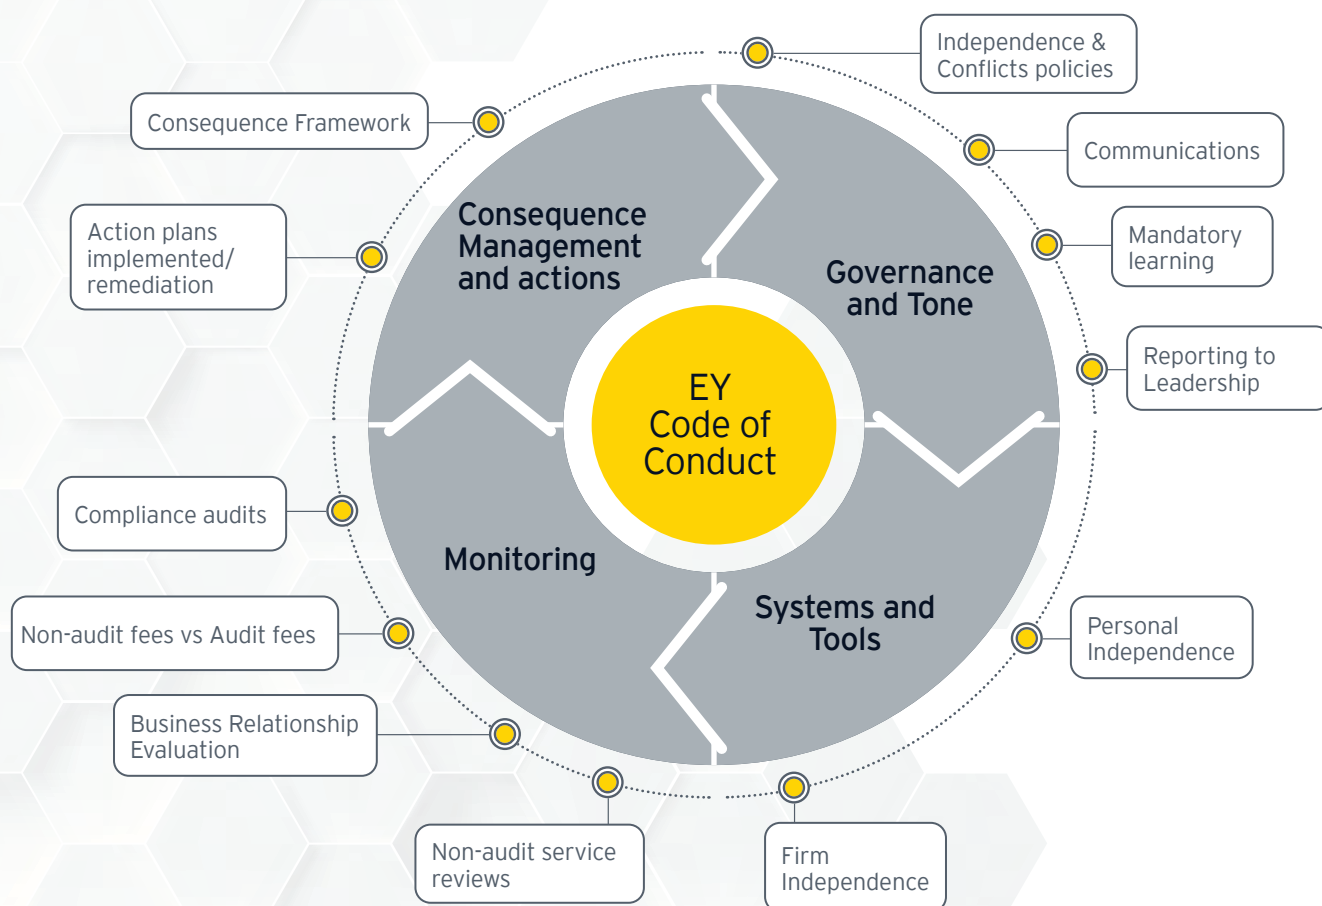 Independence &
Conflicts policies
Consequence Framework
Communications
Action plans
implemented/
remediation
Mandatory
learning
Reporting to
Leadership
Consequence
Management
and actions
Governance
and Tone
EY
Code of
Conduct
Compliance audits
Monitoring
Systems and
Tools
Non-audit fees vs Audit fees
Personal
Independence
Business Relationship
Evaluation
Non-audit service
reviews
Firm
Independence